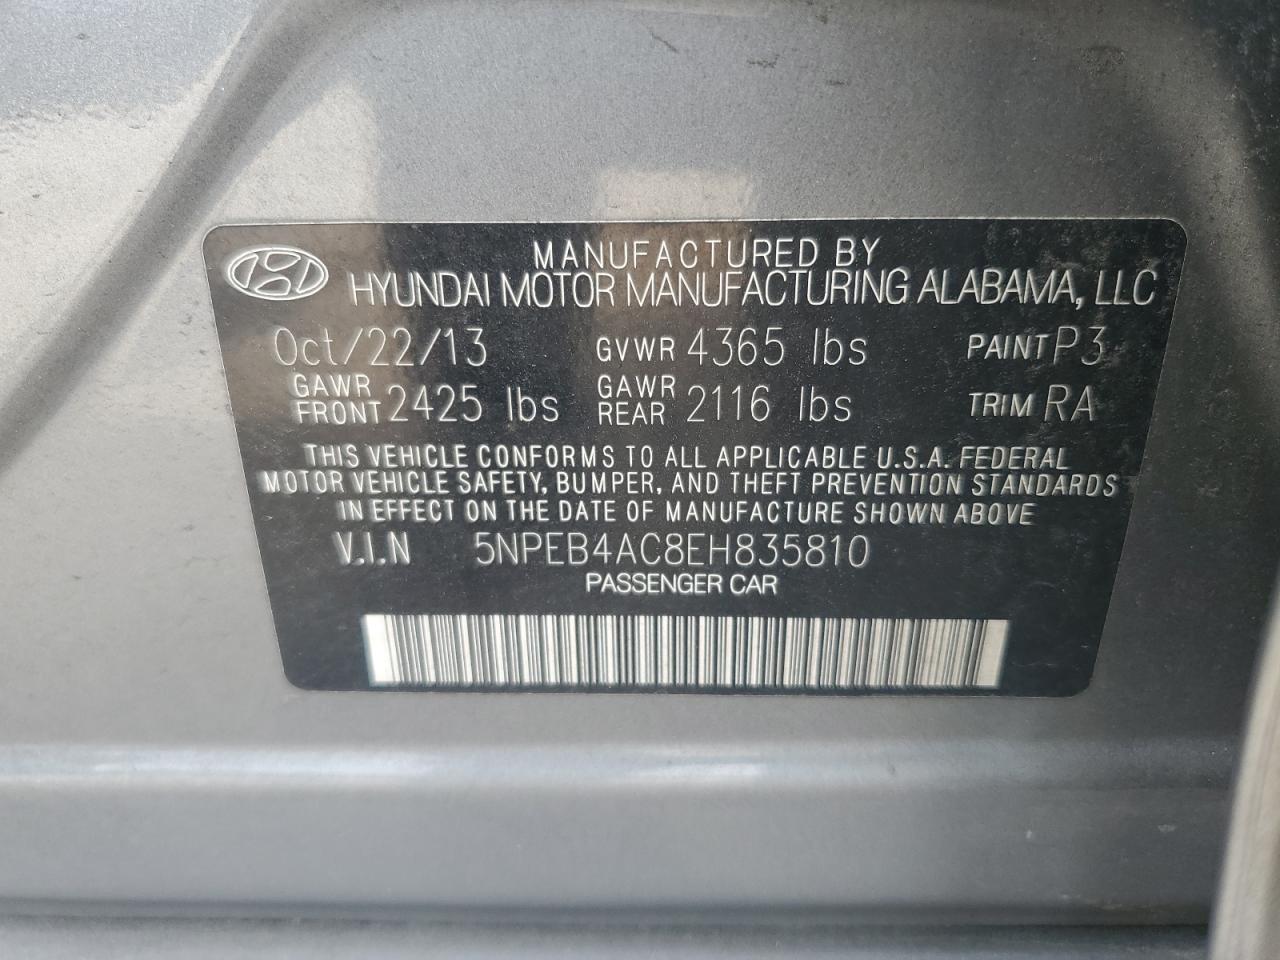 MANUFACTURED BY
HYUNDAI MOTOR MANUFACTURING ALABAMA, LLC
Oct/22/13 GVWR 4365 lbs PAINT P3
GAWR FRONT 2425 lbs GAWR REAR 2116 lbs TRIM RA
THIS VEHICLE CONFORMS TO ALL APPLICABLE U.S.A. FEDERAL
MOTOR VEHICLE SAFETY, BUMPER, AND THEFT PREVENTION STANDARDS
IN EFFECT ON THE DATE OF MANUFACTURE SHOWN ABOVE
V.I.N 5NPEB4AC8EH835810
PASSENGER CAR